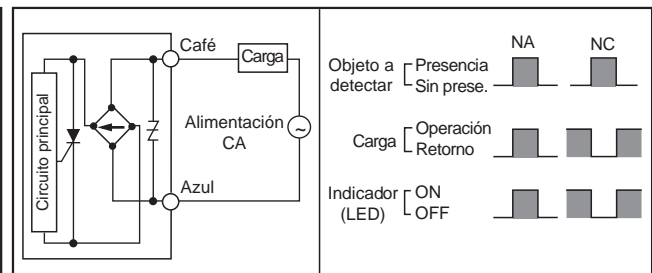 Circuito principal
Café
Carga
Alimentación
CA
~
Azul
NA NC
Objeto a
detectar
Presencia
Sin prese.
Carga
Operación
Retorno
Indicador
(LED)
ON
OFF